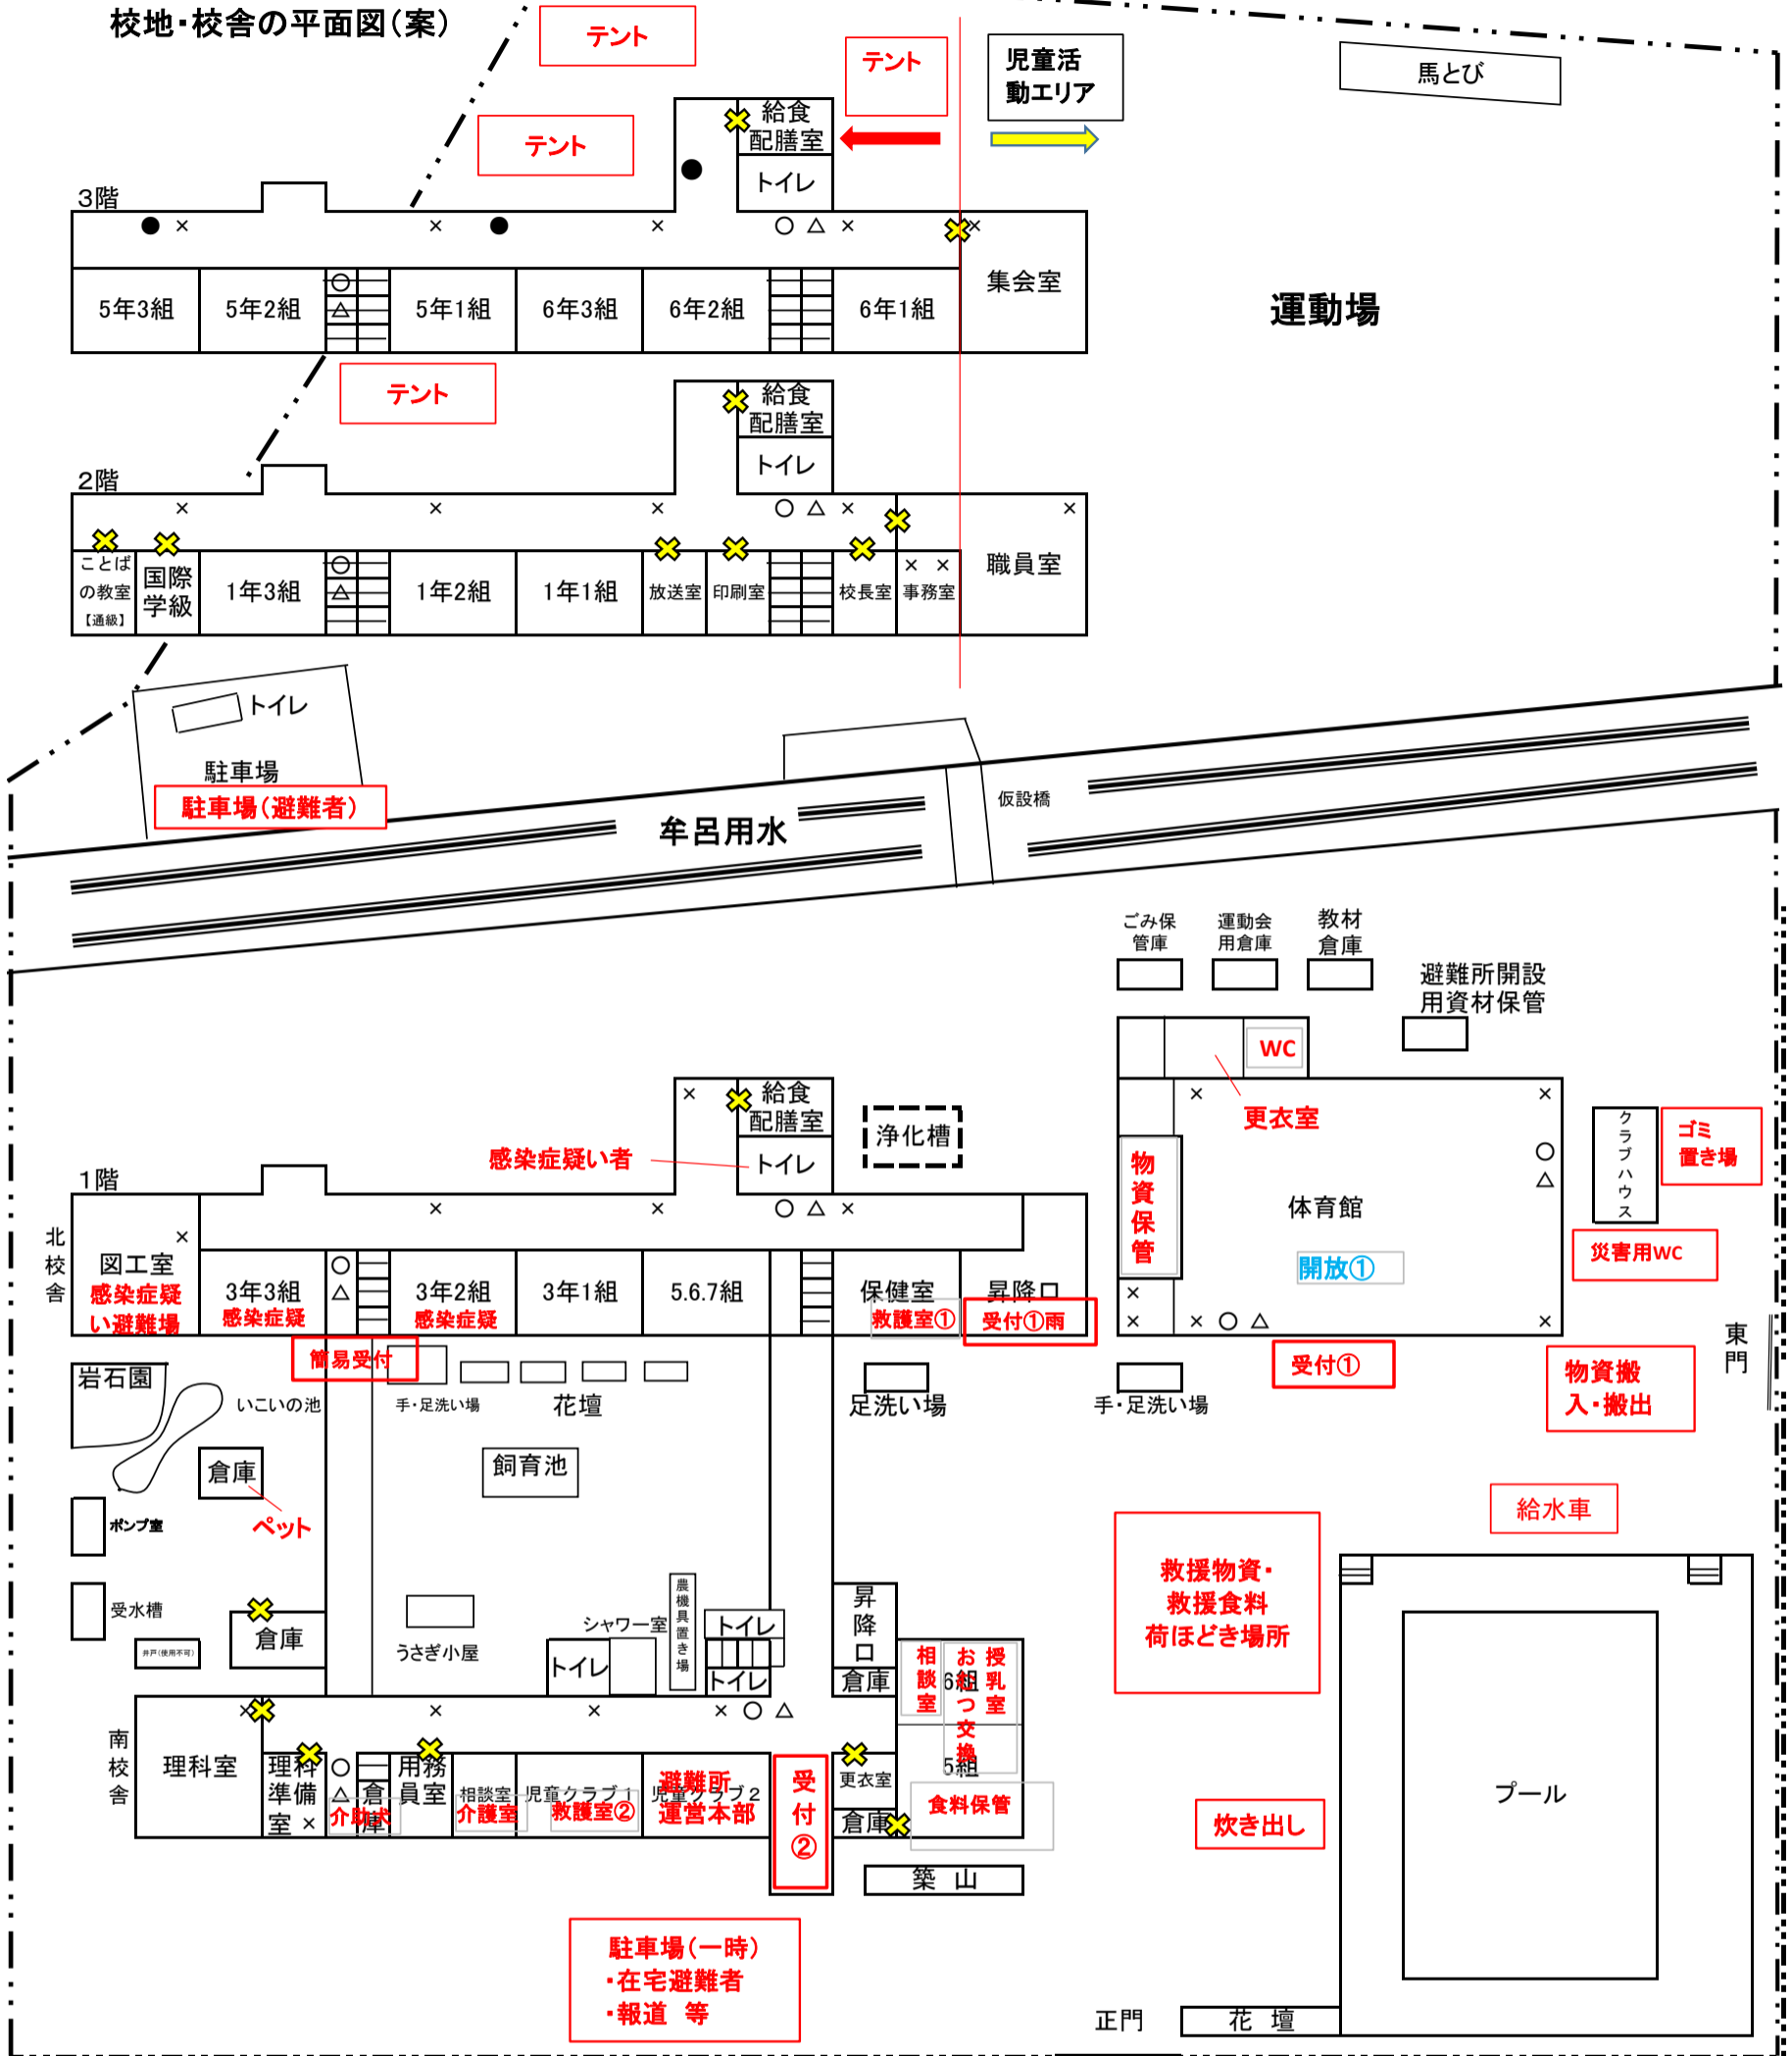 校地・校舎の平面図(案)
テント
テント
児童活
動エリア
馬とび
テント
給食
配膳室
トイレ
3階
集会室
5年3組
5年2組
5年1組
6年3組
6年2組
6年1組
運動場
テント
給食
配膳室
トイレ
2階
ことば
の教室
【通級】
国際
学級
1年3組
1年2組
1年1組
放送室
印刷室
校長室
事務室
職員室
トイレ
駐車場
駐車場(避難者)
仮設橋
牟呂用水
ごみ保
管庫
運動会
用倉庫
教材
倉庫
避難所開設
用資材保管
WC
更衣室
給食
配膳室
トイレ
感染症疑い者
浄化槽
物資保管
体育館
開放①
クラブハウス
ゴミ
置き場
災害用WC
1階
北校舎
図工室
感染症疑
い避難場
3年3組
感染症疑
3年2組
感染症疑
3年1組
5.6.7組
保健室
救護室①
昇降口
受付①雨
簡易受付
受付①
東門
物資搬
入・搬出
岩石園
いこいの池
手・足洗い場
花壇
足洗い場
手・足洗い場
倉庫
飼育池
ペット
ポンプ室
給水車
救援物資・
救援食料
荷ほどき場所
受水槽
井戸(使用不可)
倉庫
うさぎ小屋
シャワー室
トイレ
農機具置き場
トイレ
トイレ
昇降口
倉庫
相談室
おむつ交換
授乳室
6組
5組
南校舎
理科室
理科
準備
室
倉庫
介助犬
用務
員室
相談室
介護室
児童クラブ1
救護室②
児童クラブ2
避難所
運営本部
受付②
更衣室
倉庫
食料保管
炊き出し
プール
築 山
駐車場(一時)
・在宅避難者
・報道 等
正門
花 壇